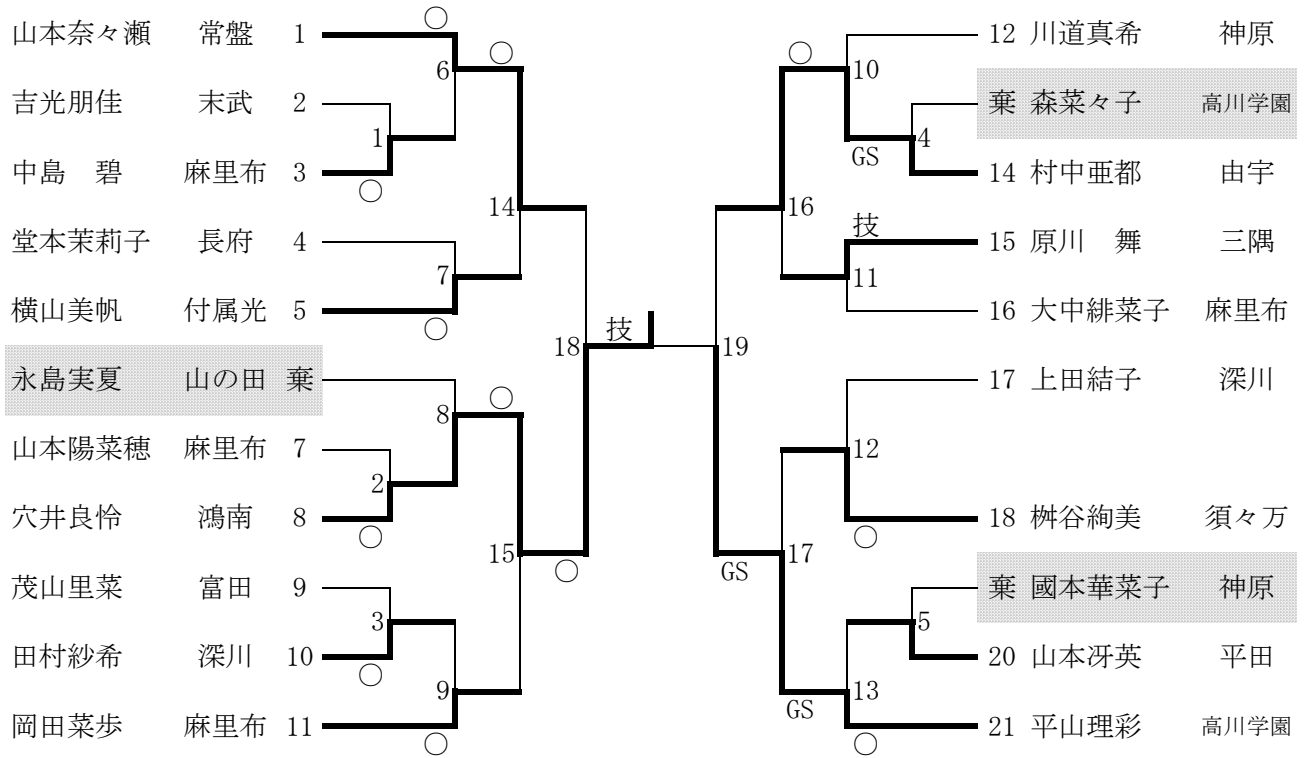 山本奈々瀬 常盤 1
吉光朋佳 末武 2
中島 碧 麻里布 3
堂本茉莉子 長府 4
横山美帆 付属光 5
永島実夏 山の田 棄
山本陽菜穂 麻里布 7
穴井良怜 鴻南 8
茂山里菜 富田 9
田村紗希 深川 10
岡田菜歩 麻里布 11
○
6
1
○
○
14
7
○
○
8
2
○
15
○
3
○
9
○
18
技
19
○
10
4
GS
16
技
11
12
○
17
GS
5
13
GS
○
12 川道真希 神原
棄 森菜々子 高川学園
14 村中亜都 由宇
15 原川 舞 三隅
16 大中緋菜子 麻里布
17 上田結子 深川
18 桝谷絢美 須々万
棄 國本華菜子 神原
20 山本冴英 平田
21 平山理彩 高川学園